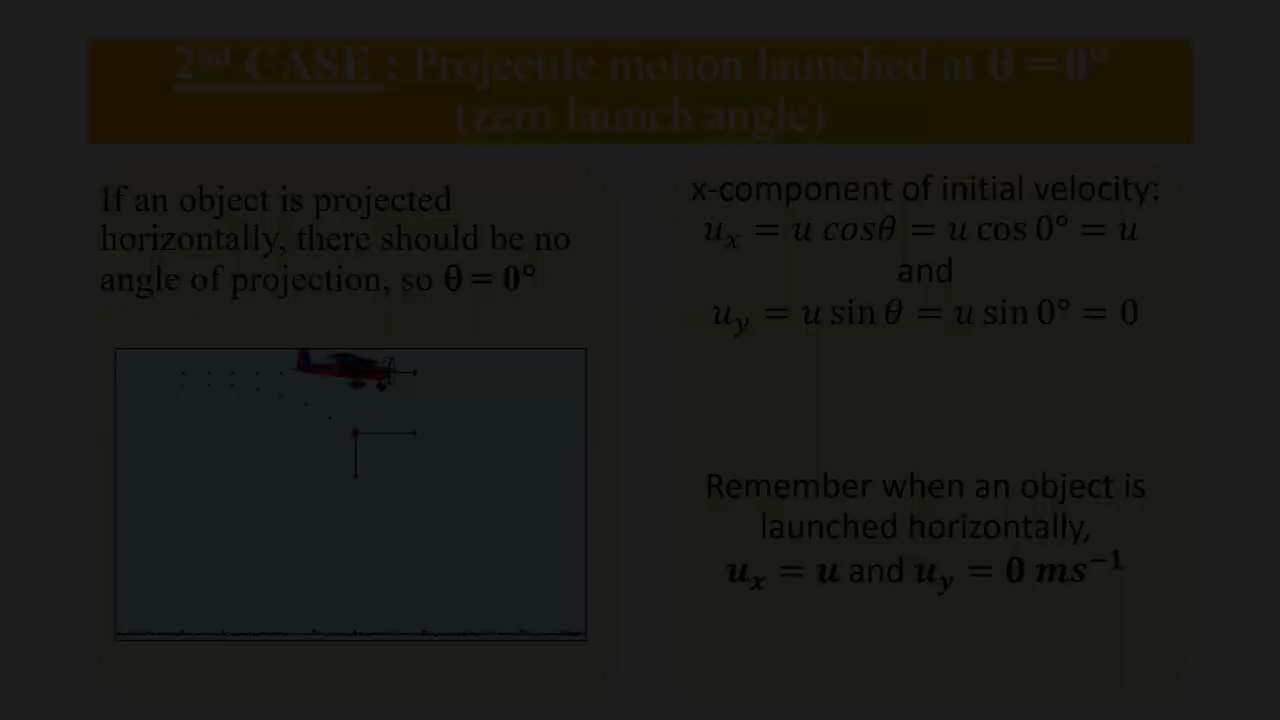 2nd CASE : Projectile motion launched at θ = 0°
(zero launch angle)
If an object is projected
horizontally, there should be no
angle of projection, so θ = 0°
x-component of initial velocity:
uₓ = u cosθ = u cos 0° = u
and
u_y = u sin θ = u sin 0° = 0
Remember when an object is
launched horizontally,
uₓ = u and u_y = 0 ms⁻¹